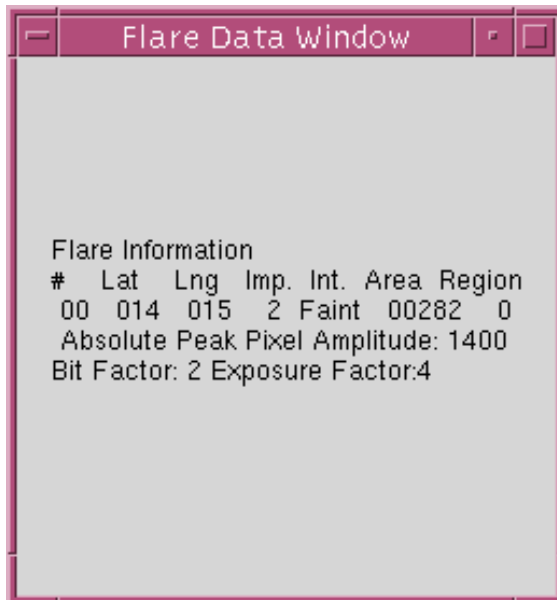 Flare Data Window
Flare Information
# Lat Lng Imp. Int. Area Region
00 014 015 2 Faint 00282 0
Absolute Peak Pixel Amplitude: 1400
Bit Factor: 2 Exposure Factor:4